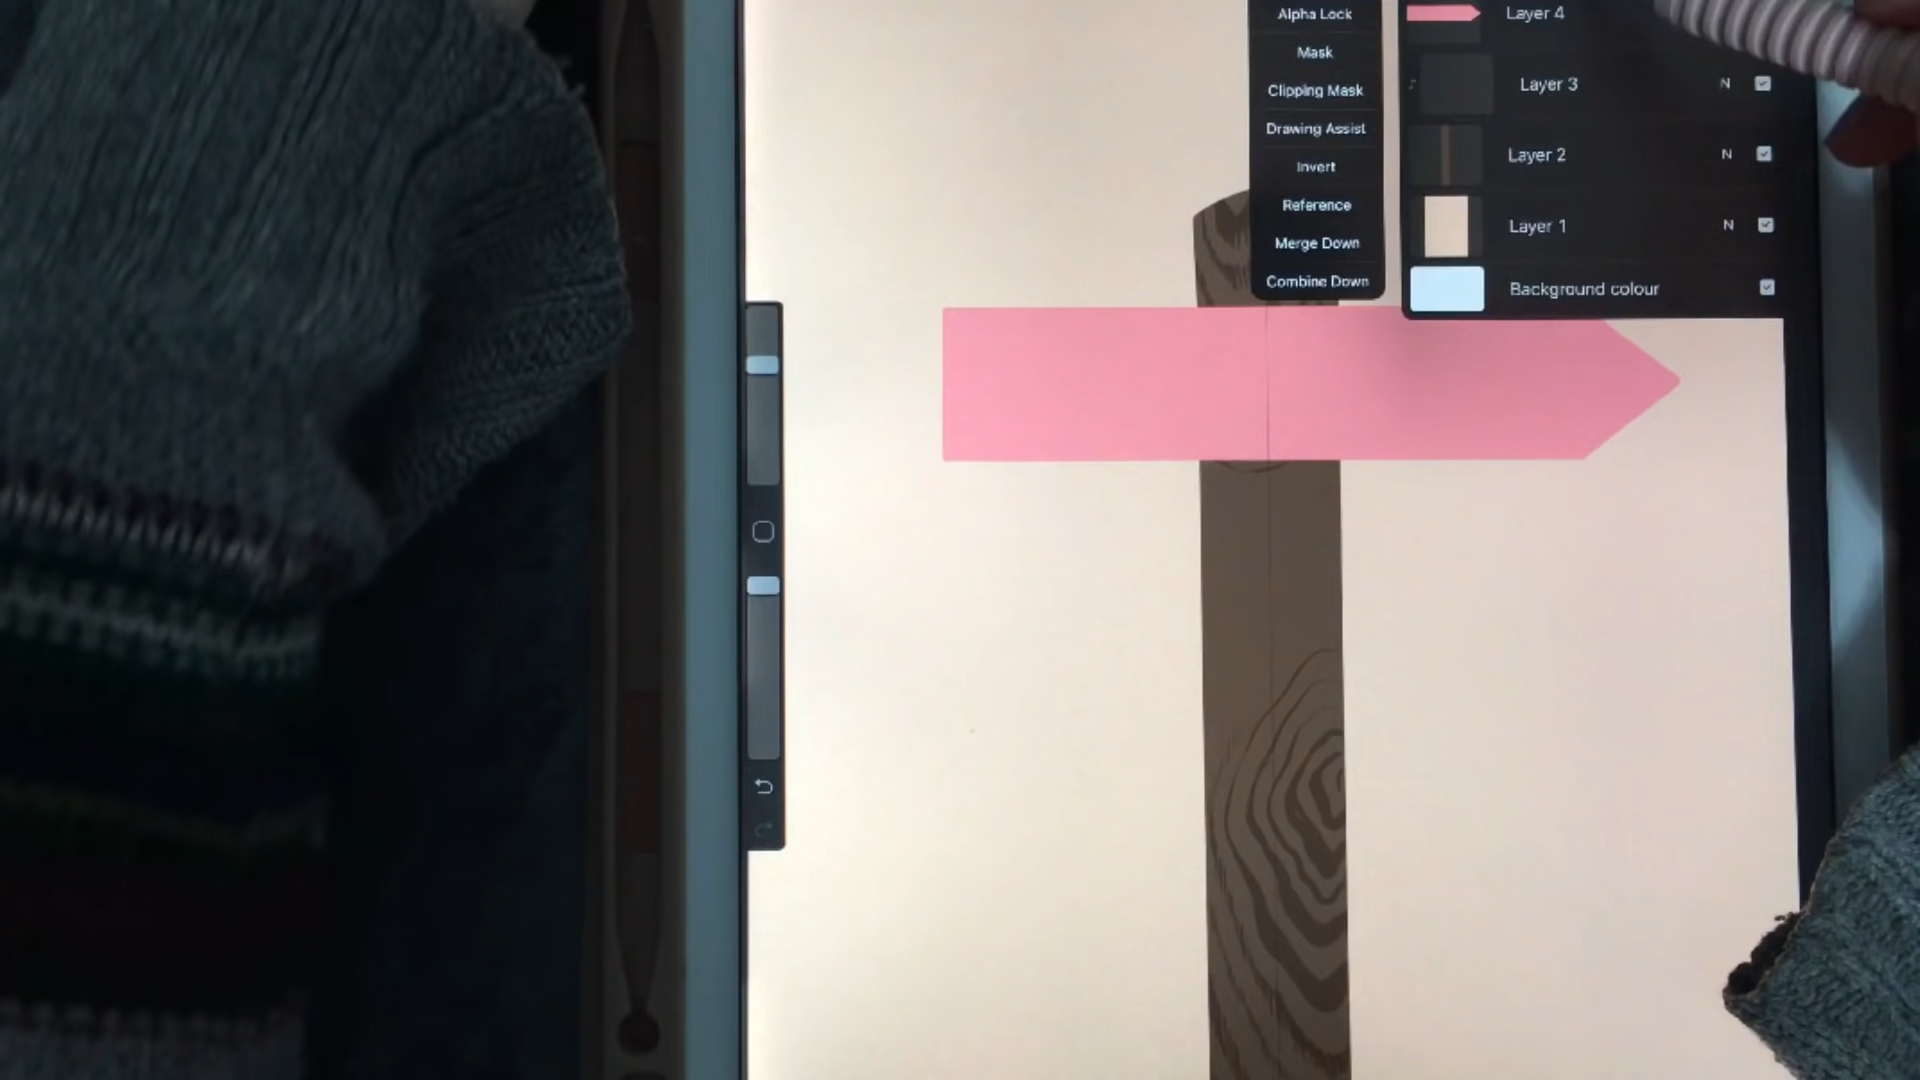 Alpha Lock
Mask
Clipping Mask
Drawing Assist
Invert
Reference
Merge Down
Combine Down
Layer 4
Layer 3 N
Layer 2 N
Layer 1 N
Background colour